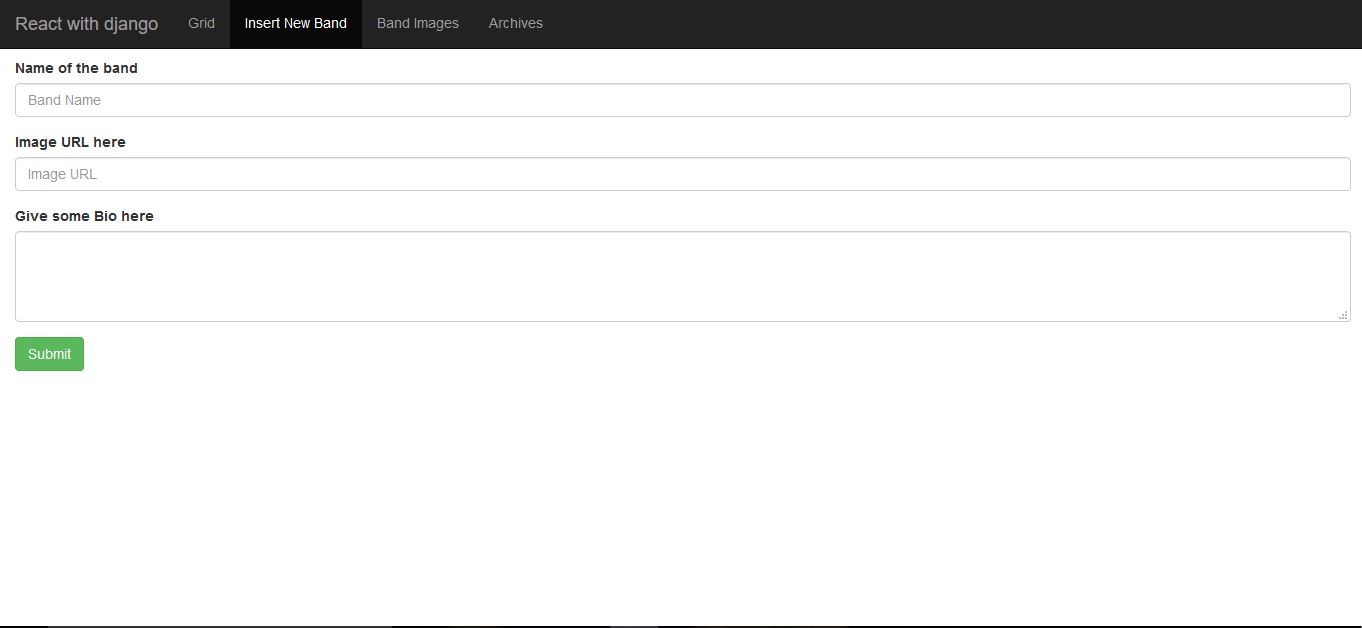 React with django Grid Insert New Band Band Images Archives
Name of the band
Band Name
Image URL here
Image URL
Give some Bio here
Submit